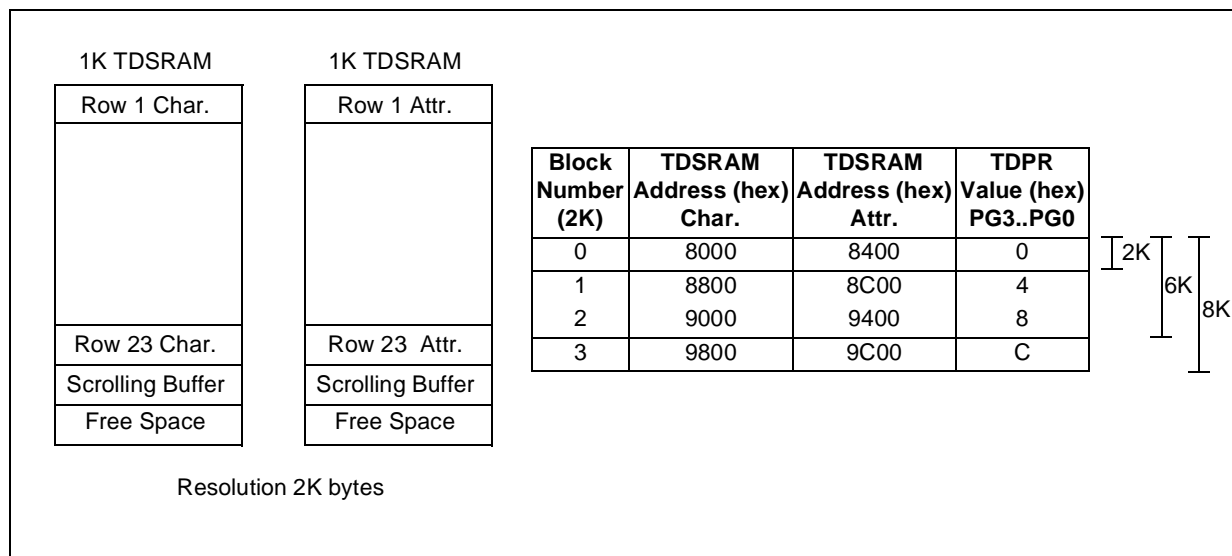 1K TDSRAM
Row 1 Char.
Row 23 Char.
Scrolling Buffer
Free Space
1K TDSRAM
Row 1 Attr.
Row 23 Attr.
Scrolling Buffer
Free Space
Resolution 2K bytes
Block Number (2K) TDSRAM Address (hex) Char. TDSRAM Address (hex) Attr. TDPR Value (hex) PG3..PG0
0 8000 8400 0
1 8800 8C00 4
2 9000 9400 8
3 9800 9C00 C
2K
6K
8K